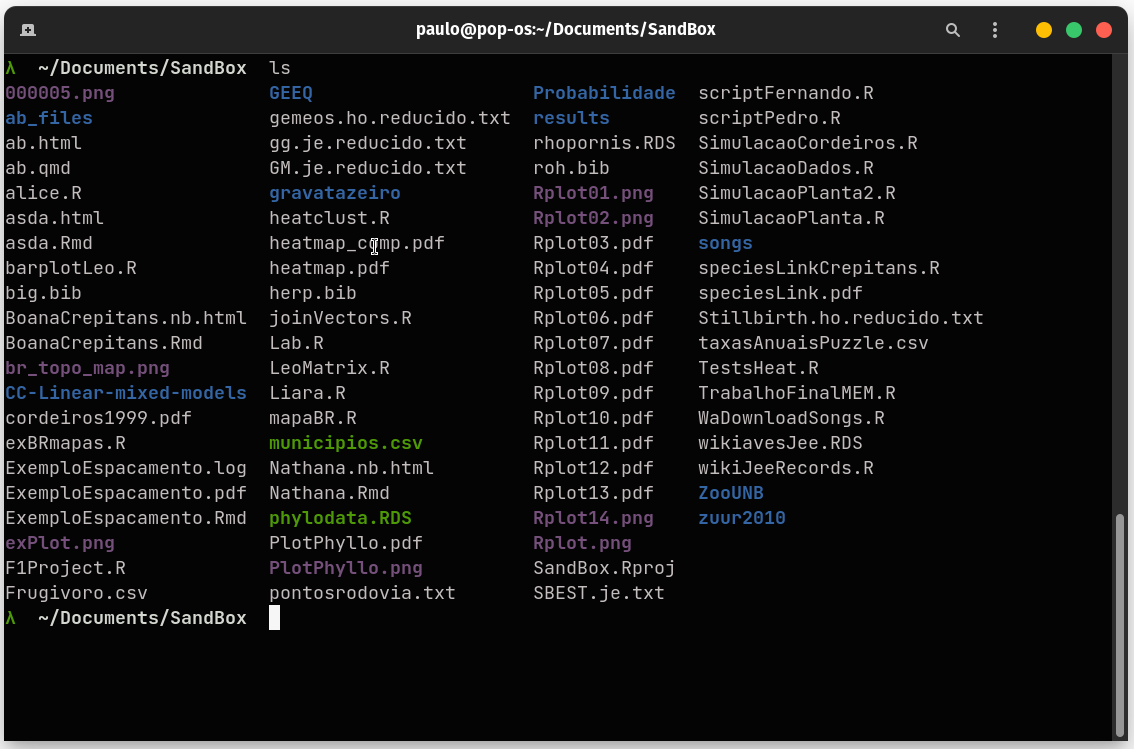 paulo@pop-os:~/Documents/SandBox
λ  ~/Documents/SandBox  ls
000005.png              GEEQ                   Probabilidade  scriptFernando.R
ab_files                gemeos.ho.reducido.txt  results        scriptPedro.R
ab.html                 gg.je.reducido.txt      rhopornis.RDS  SimulacaoCordeiros.R
ab.qmd                  GM.je.reducido.txt      roh.bib        SimulacaoDados.R
alice.R                 gravatazeiro            Rplot01.png    SimulacaoPlanta2.R
asda.html               heatclust.R             Rplot02.png    SimulacaoPlanta.R
asda.Rmd                heatmap_comp.pdf        Rplot03.pdf    songs
barplotLeo.R            heatmap.pdf             Rplot04.pdf    speciesLinkCrepitans.R
big.bib                 herp.bib                Rplot05.pdf    speciesLink.pdf
BoanaCrepitans.nb.html  joinVectors.R           Rplot06.pdf    Stillbirth.ho.reducido.txt
BoanaCrepitans.Rmd      Lab.R                   Rplot07.pdf    taxasAnuaisPuzzle.csv
br_topo_map.png         LeoMatrix.R             Rplot08.pdf    TestsHeat.R
CC-Linear-mixed-models  Liara.R                 Rplot09.pdf    TrabalhoFinalMEM.R
cordeiros1999.pdf       mapaBR.R                Rplot10.pdf    WaDownloadSongs.R
exBRmapas.R             municipios.csv          Rplot11.pdf    wikiavesJee.RDS
ExemploEspacamento.log  Nathana.nb.html         Rplot12.pdf    wikiJeeRecords.R
ExemploEspacamento.pdf  Nathana.Rmd             Rplot13.pdf    ZooUNB
ExemploEspacamento.Rmd  phylodata.RDS           Rplot14.png    zuur2010
exPlot.png              PlotPhyllo.pdf          Rplot.png
F1Project.R             PlotPhyllo.png          SandBox.Rproj
Frugivoro.csv           pontosrodovia.txt       SBEST.je.txt
λ  ~/Documents/SandBox